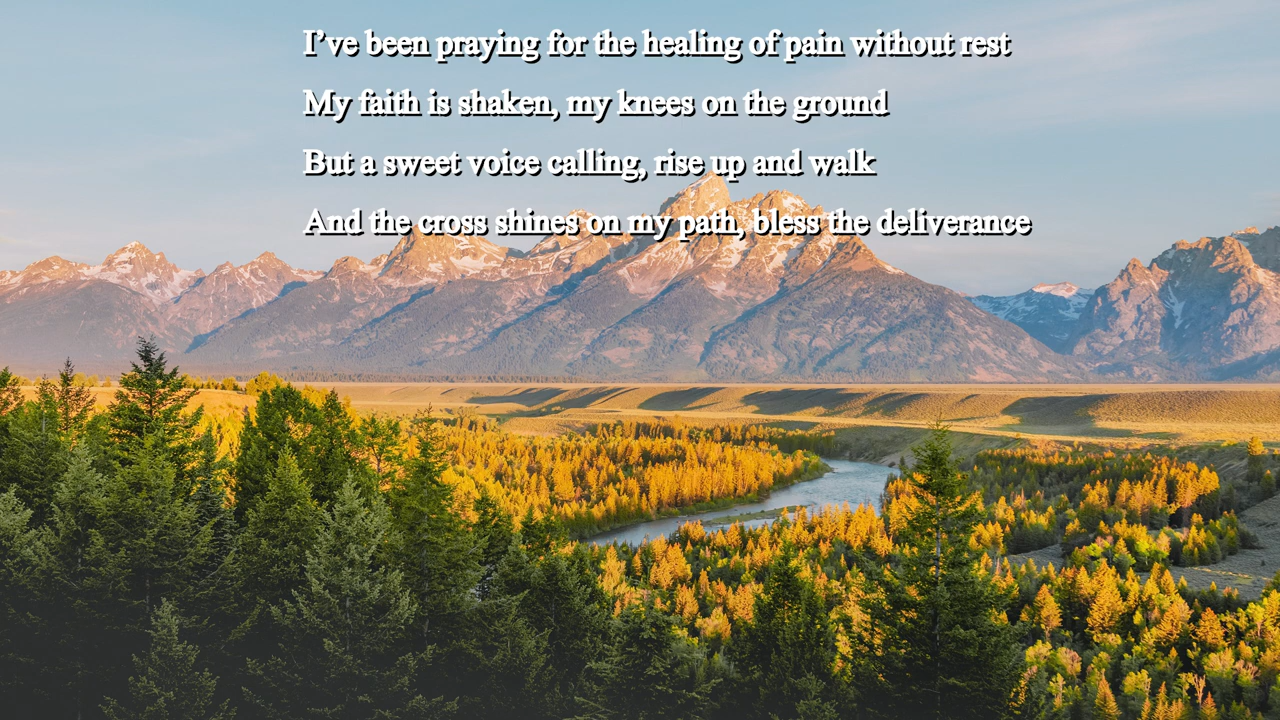 I’ve been praying for the healing of pain without rest
My faith is shaken, my knees on the ground
But a sweet voice calling, rise up and walk
And the cross shines on my path, bless the deliverance